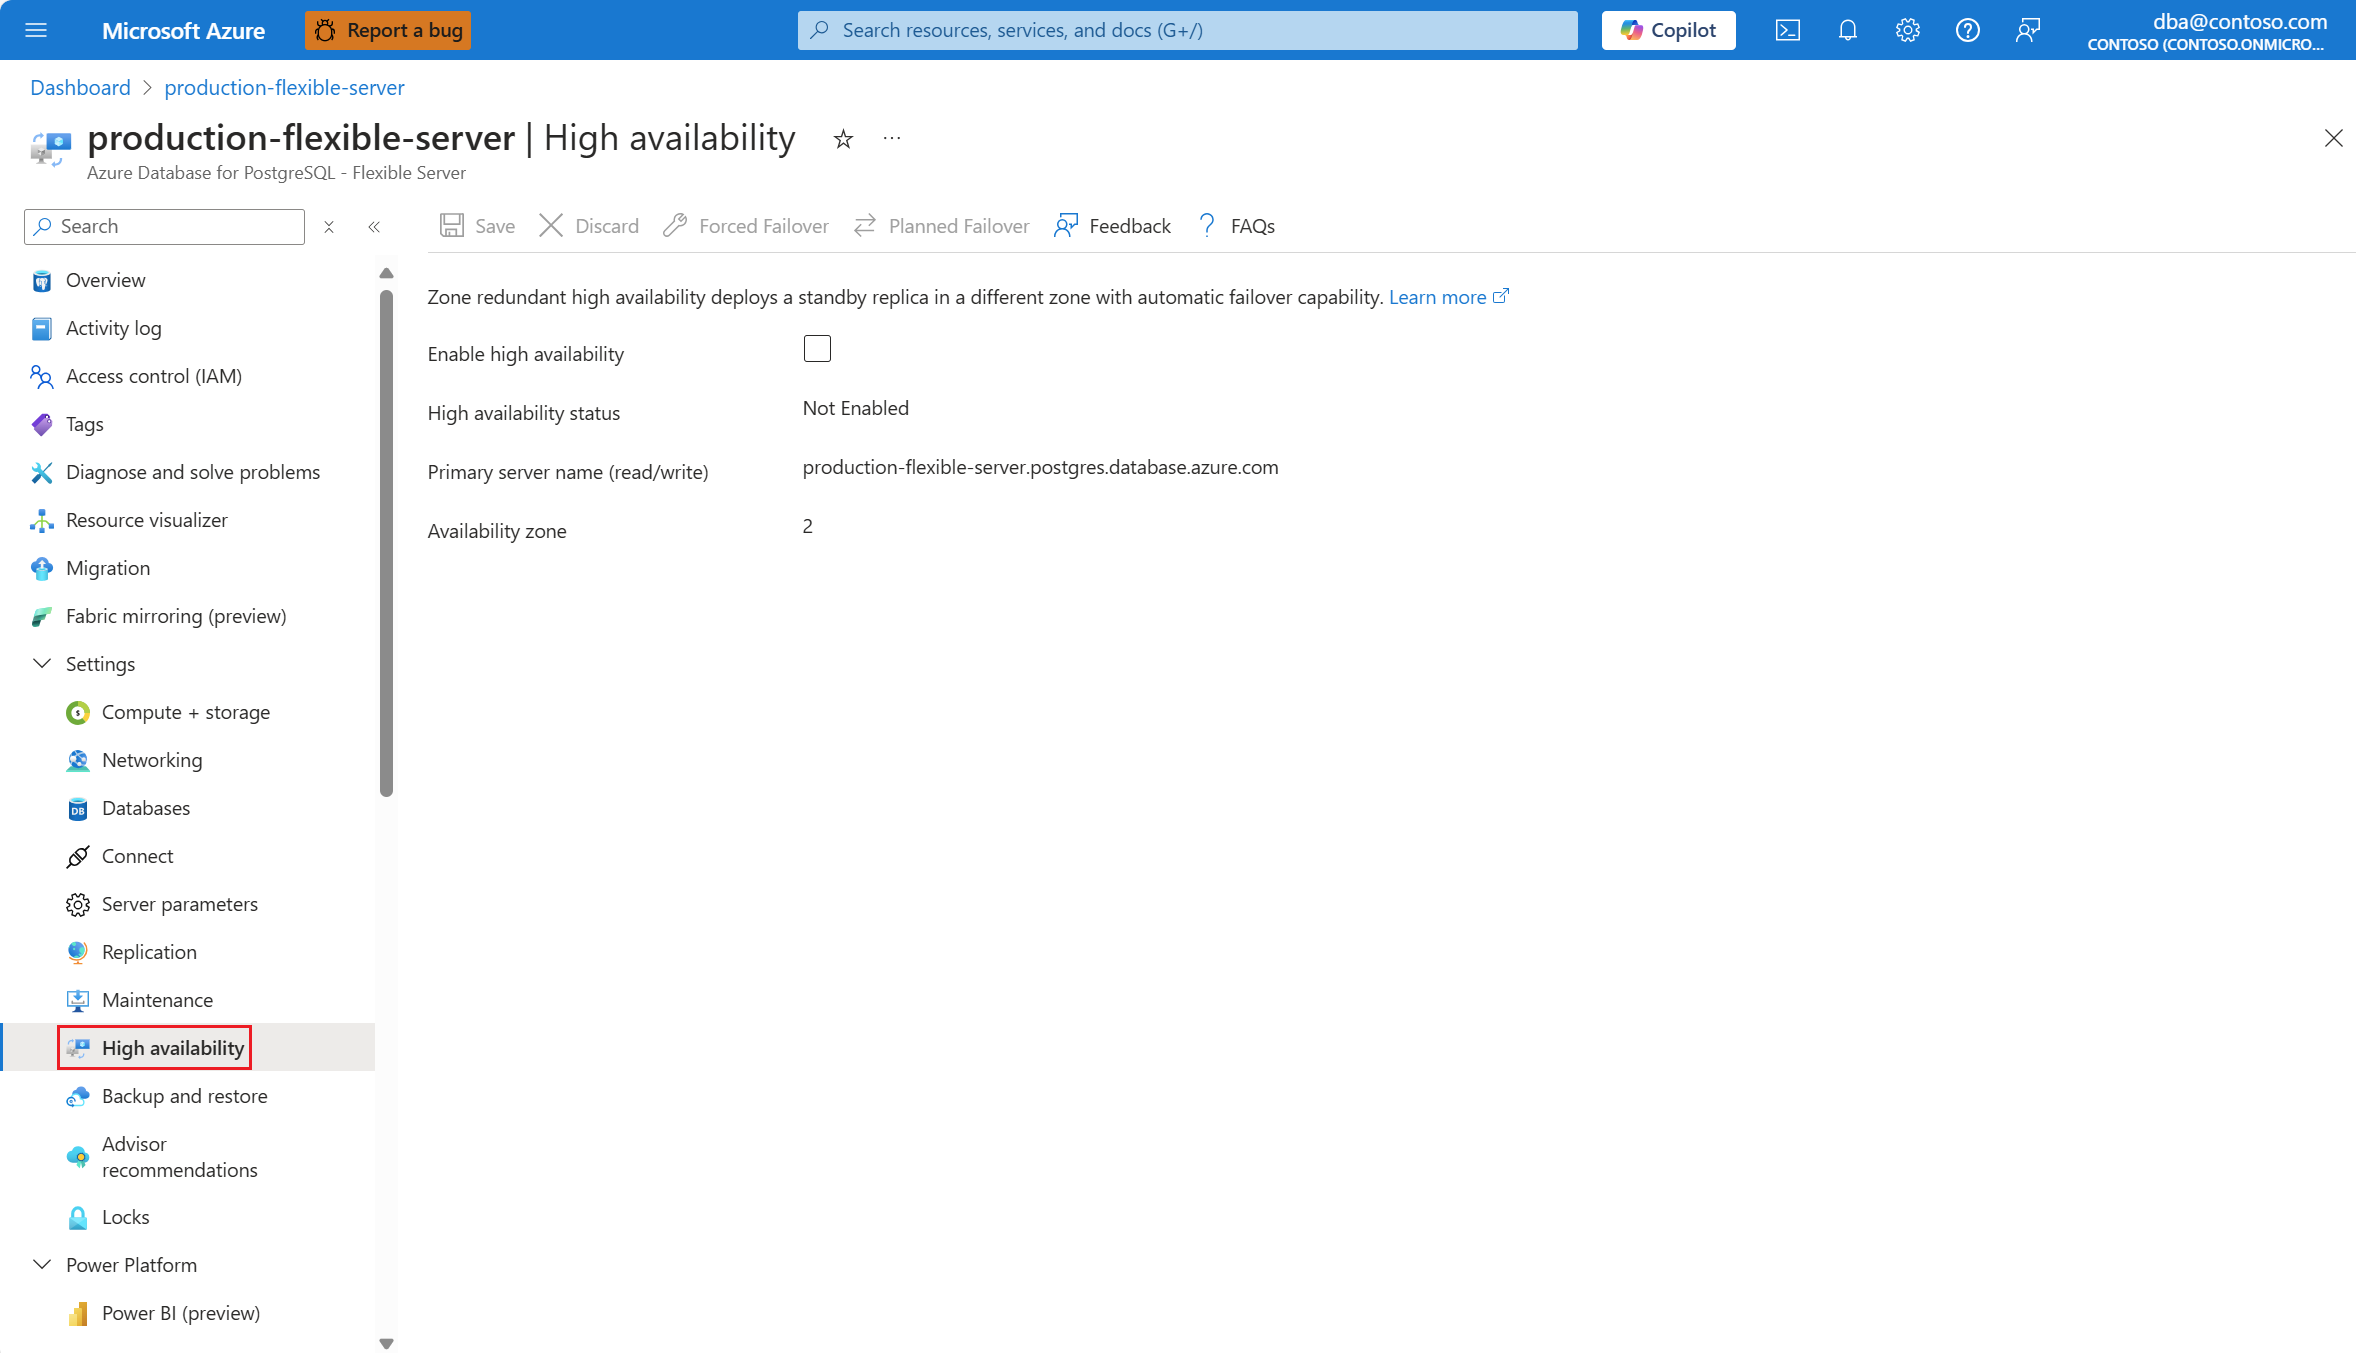 Microsoft Azure
Report a bug
Search resources, services, and docs (G+/)
Copilot
dba@contoso.com
CONTOSO (CONTOSO.ONMICRO...
Dashboard > production-flexible-server
production-flexible-server | High availability
Azure Database for PostgreSQL - Flexible Server
Search
Save
Discard
Forced Failover
Planned Failover
Feedback
FAQs
Overview
Activity log
Access control (IAM)
Tags
Diagnose and solve problems
Resource visualizer
Migration
Fabric mirroring (preview)
Settings
Compute + storage
Networking
Databases
Connect
Server parameters
Replication
Maintenance
High availability
Backup and restore
Advisor
recommendations
Locks
Power Platform
Power BI (preview)
Zone redundant high availability deploys a standby replica in a different zone with automatic failover capability. Learn more
Enable high availability
High availability status
Not Enabled
Primary server name (read/write)
production-flexible-server.postgres.database.azure.com
Availability zone
2